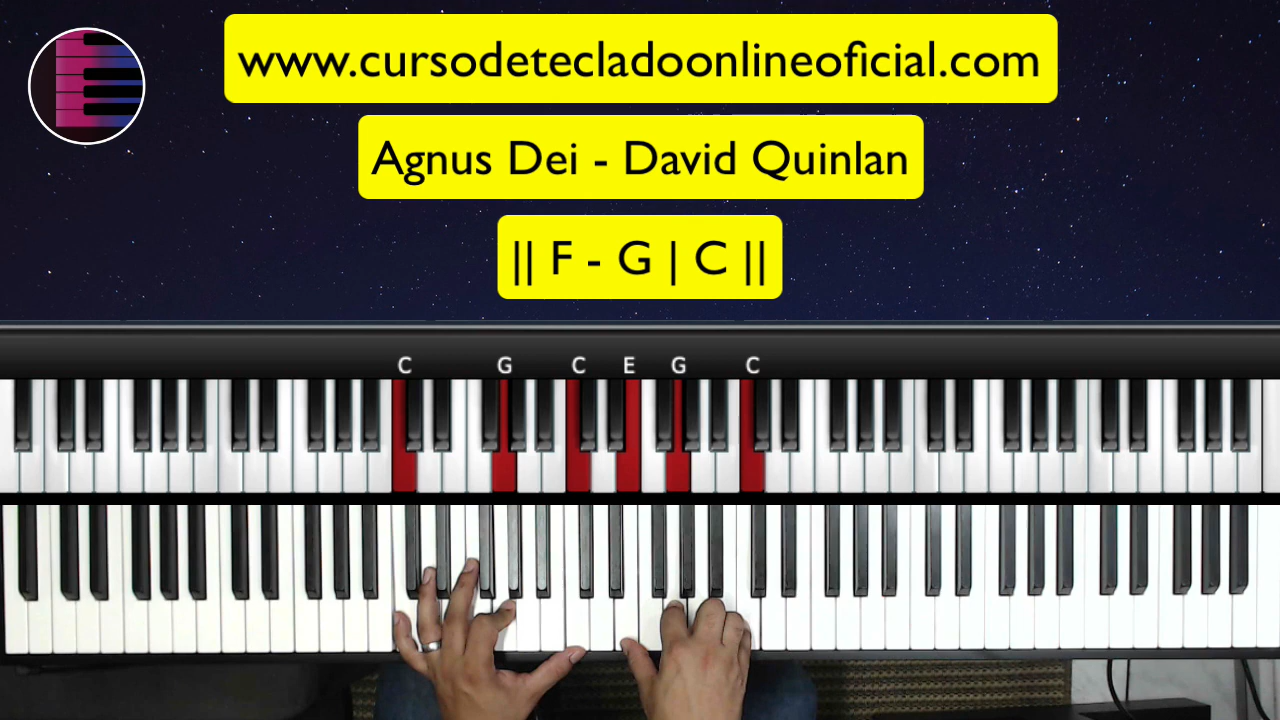 www.cursodetecladoonlineoficial.com
Agnus Dei - David Quinlan
|| F - G | C ||
C G C E G C